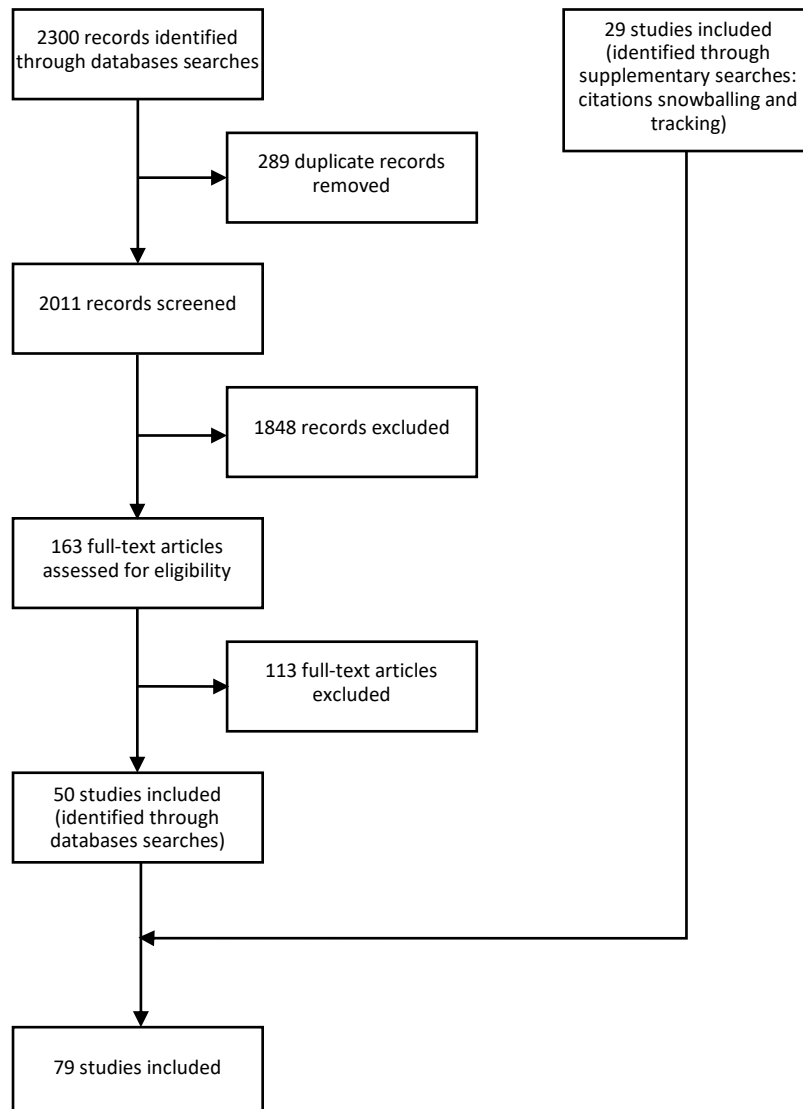 2300 records identified
through databases searches
29 studies included
(identified through
supplementary searches:
citations snowballing and
tracking)
289 duplicate records
removed
2011 records screened
1848 records excluded
163 full-text articles
assessed for eligibility
113 full-text articles
excluded
50 studies included
(identified through
databases searches)
79 studies included